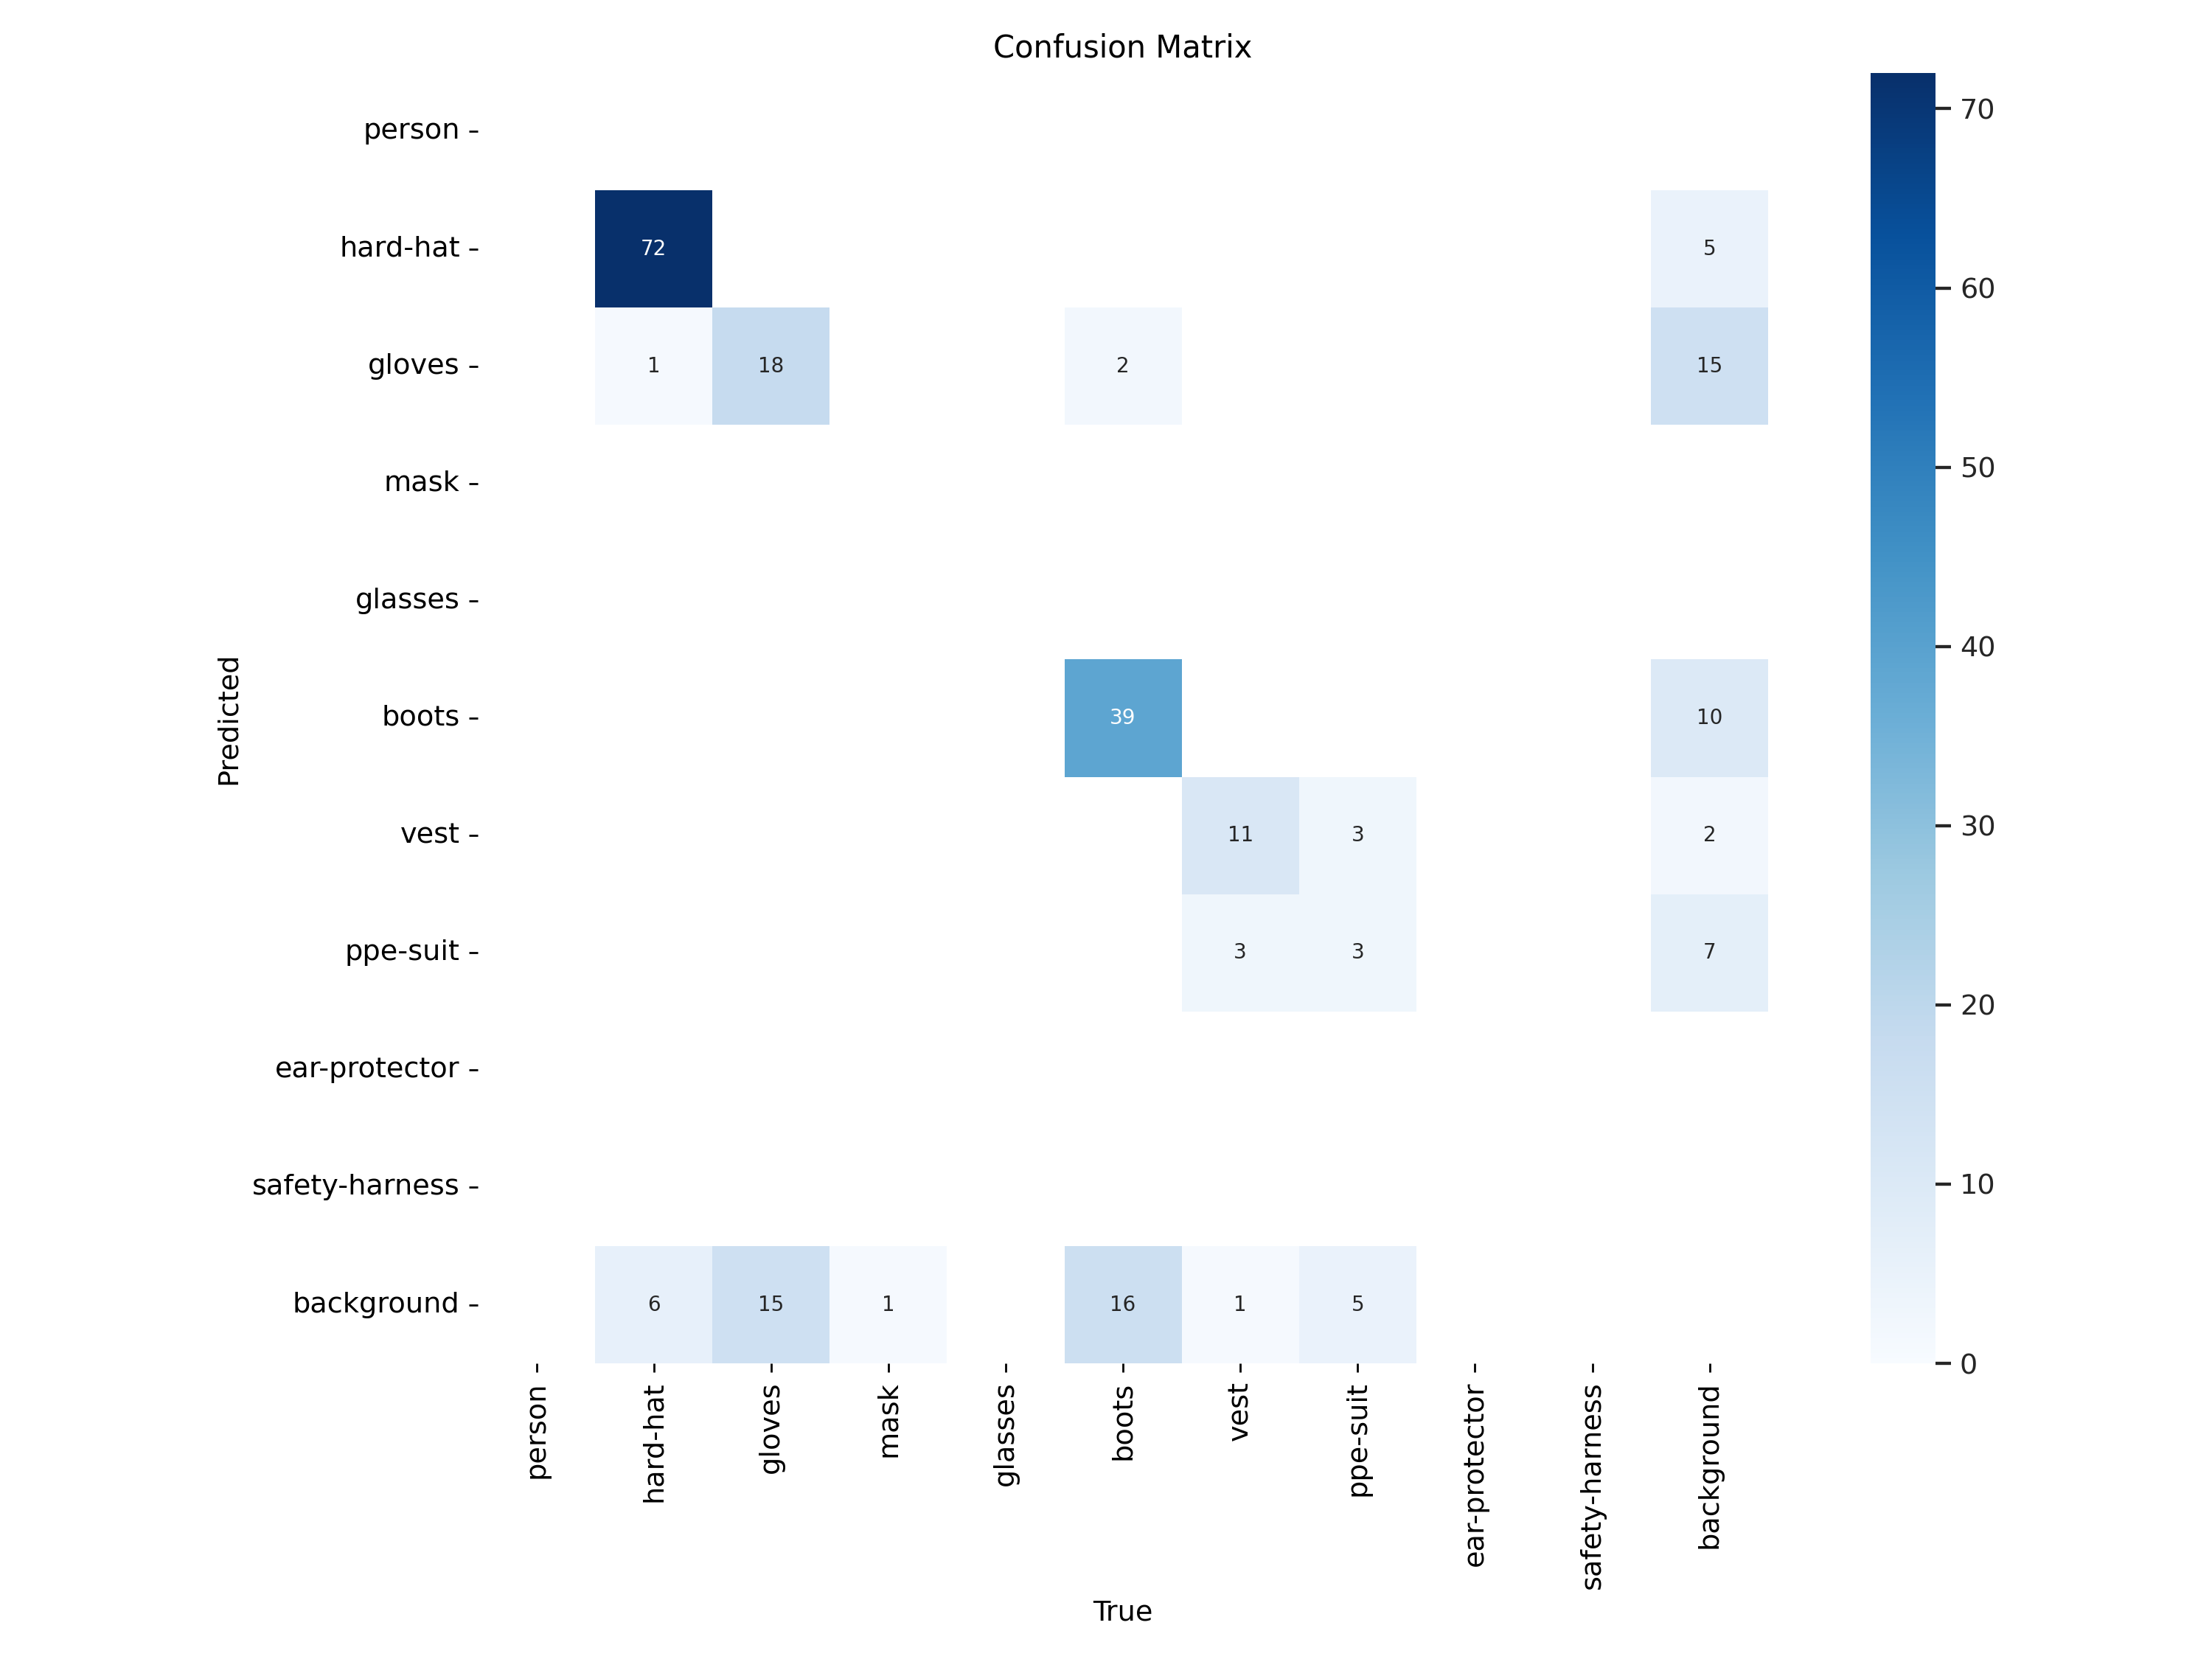 Confusion Matrix
person
hard-hat 72 5
gloves 1 18 2 15
mask
glasses
boots 39 10
vest 11 3 2
ppe-suit 3 3 7
ear-protector
safety-harness
background 6 15 1 16 1 5
Predicted
person hard-hat gloves mask glasses boots vest ppe-suit ear-protector safety-harness background
True
70
60
50
40
30
20
10
0